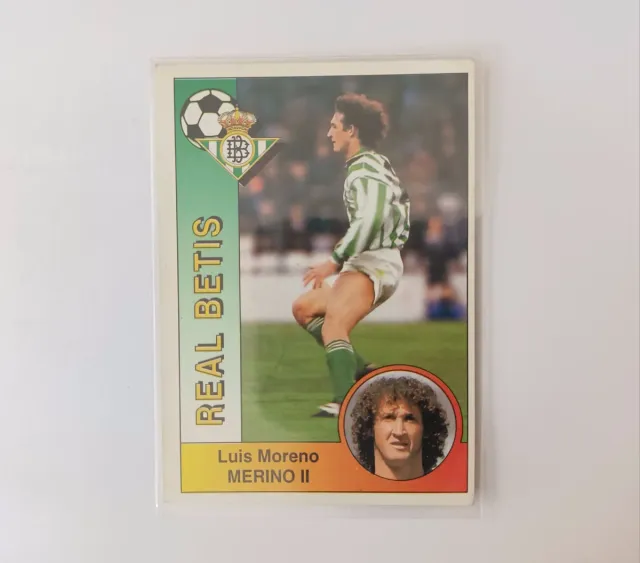 REAL BETIS
Luis Moreno
MERINO II